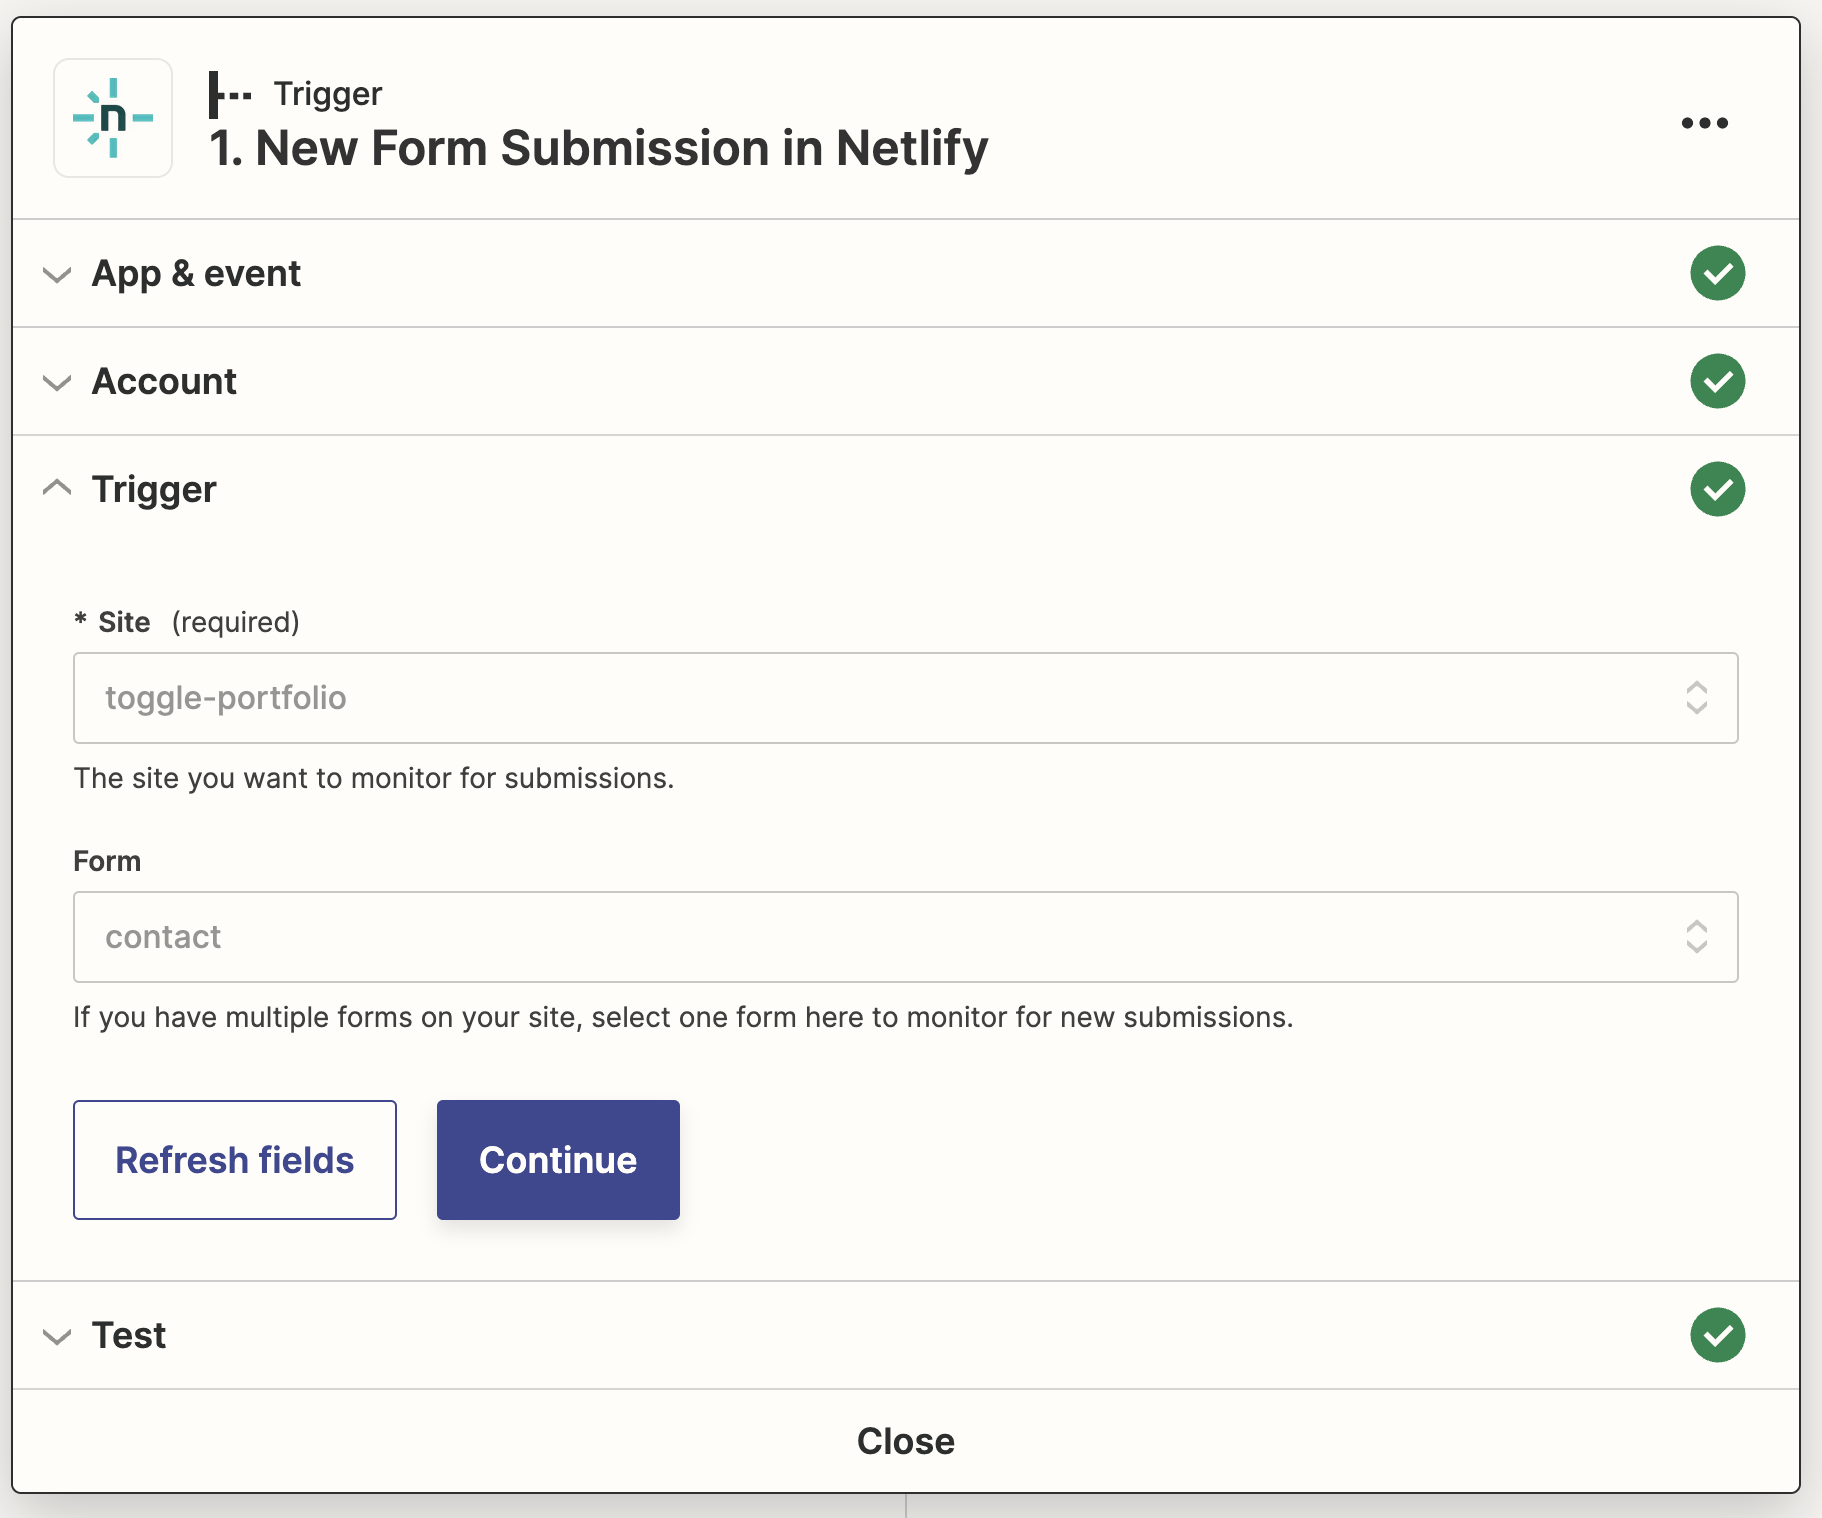 Trigger
1. New Form Submission in Netlify
App & event
Account
Trigger
* Site (required)
toggle-portfolio
The site you want to monitor for submissions.
Form
contact
If you have multiple forms on your site, select one form here to monitor for new submissions.
Refresh fields
Continue
Test
Close